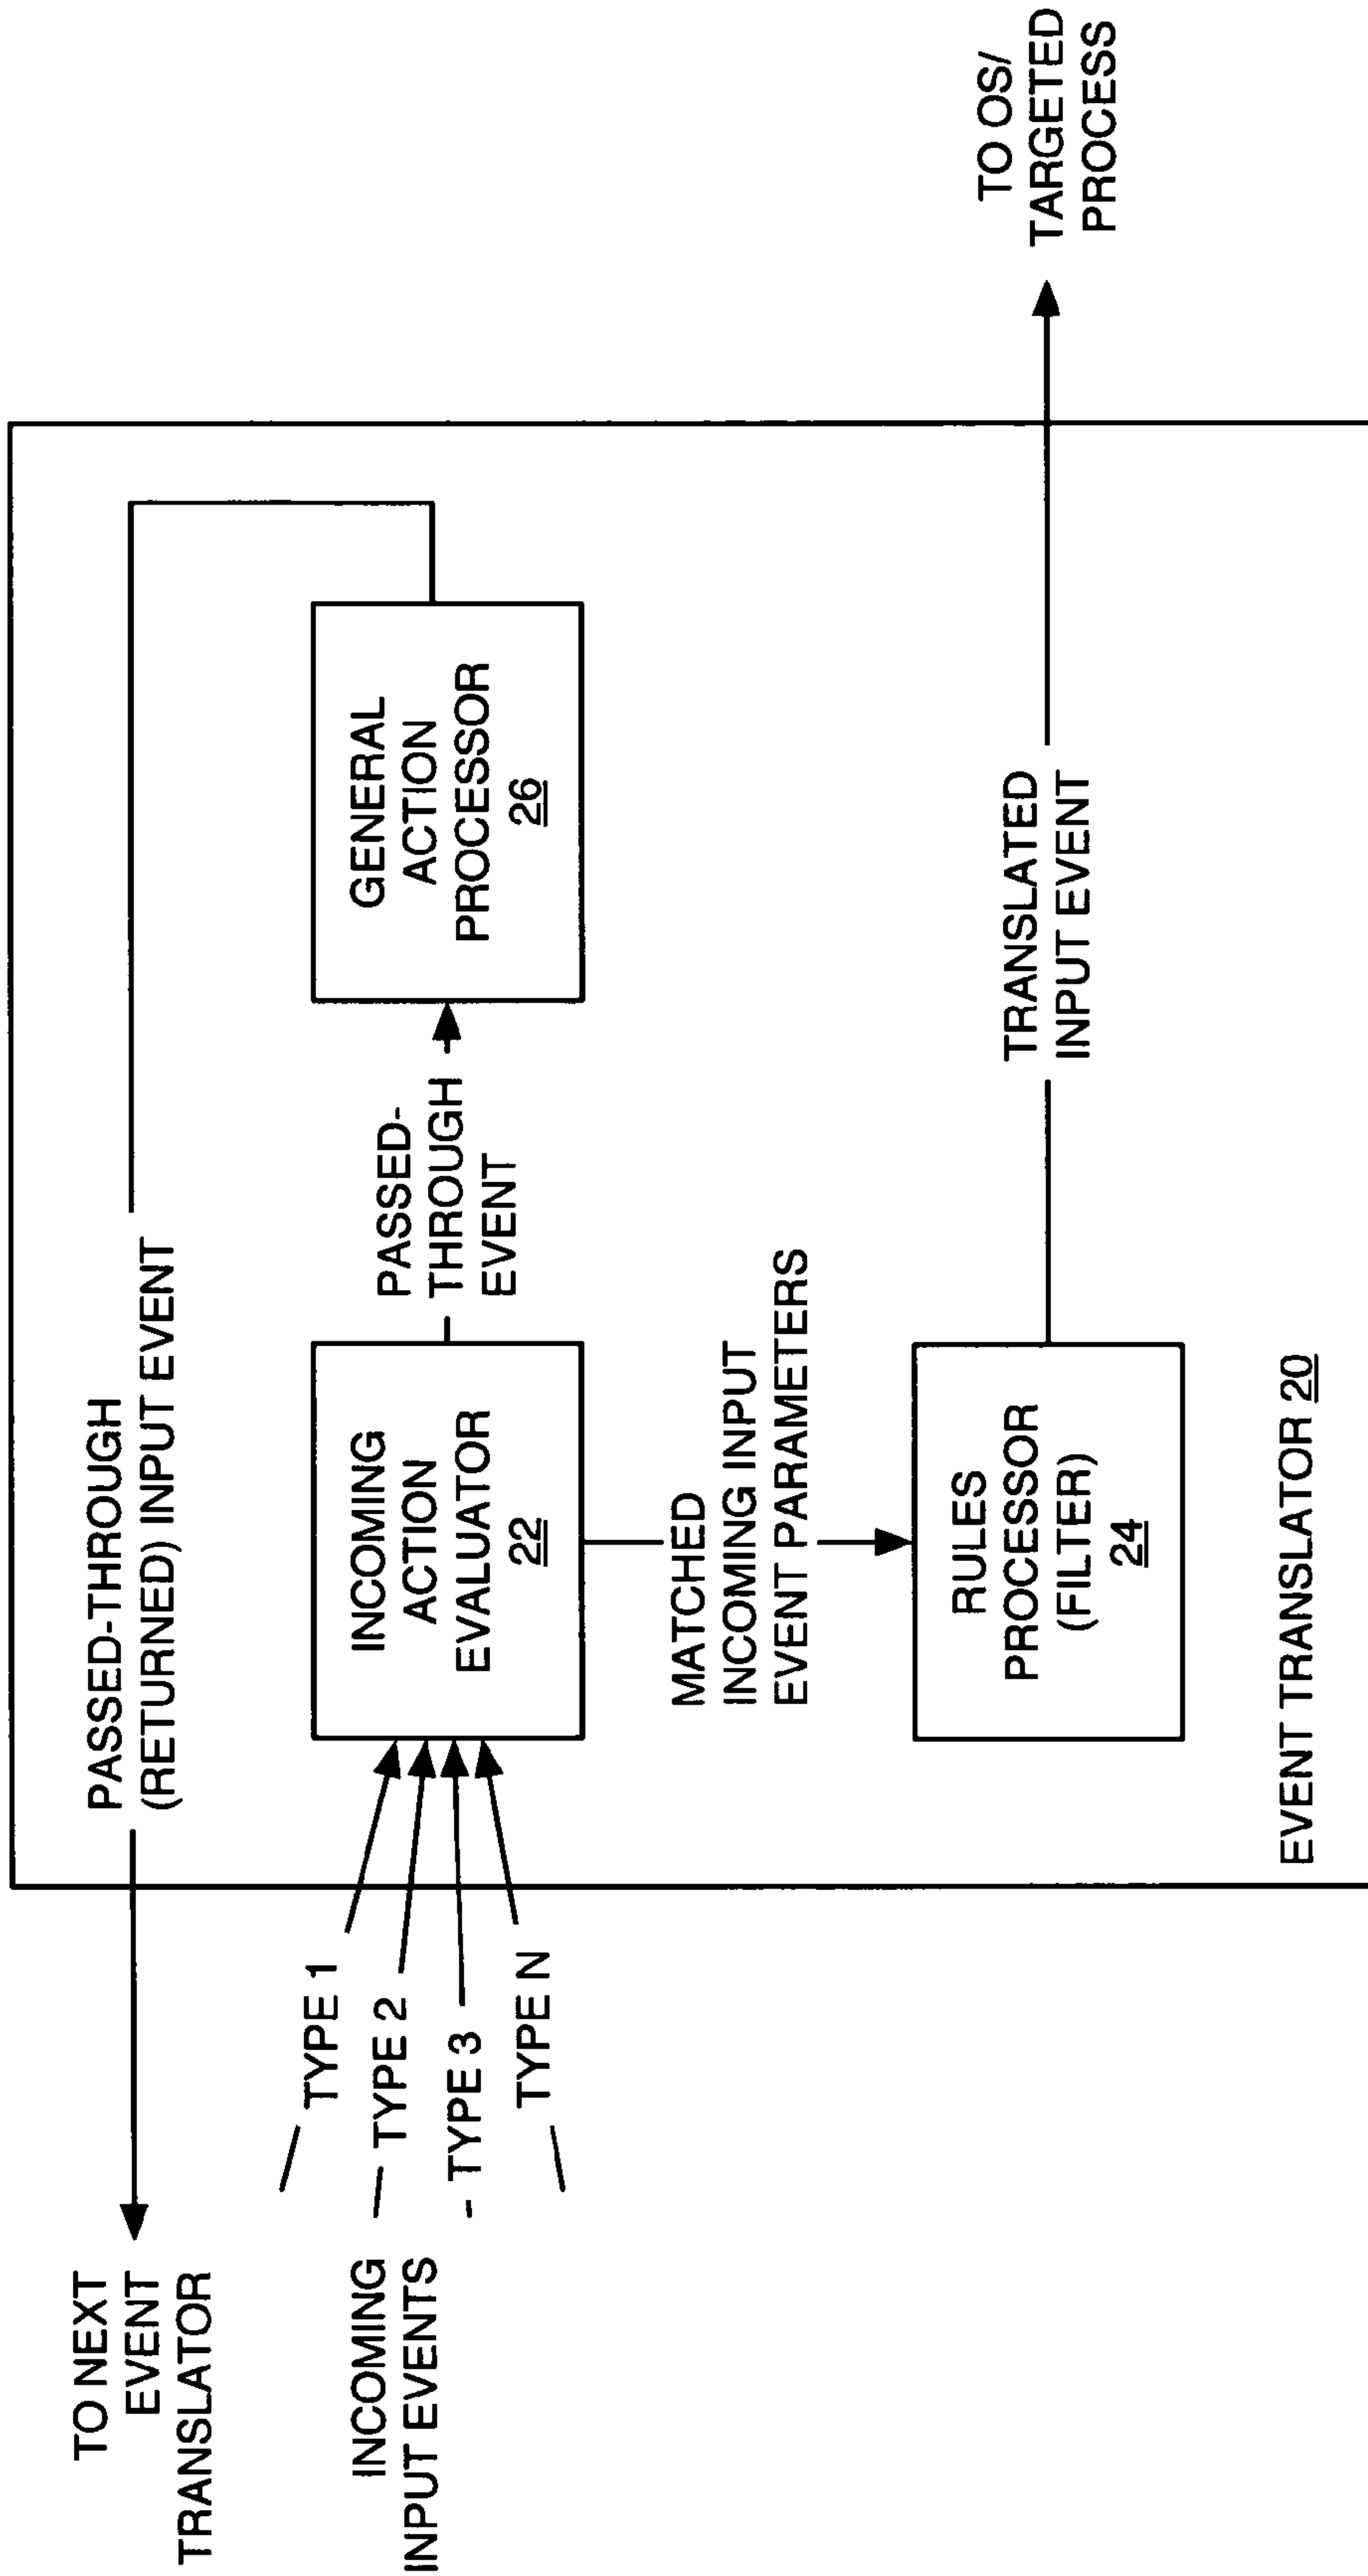 TO NEXT
EVENT
TRANSLATOR
PASSED-THROUGH
(RETURNED) INPUT EVENT
INCOMING
INPUT EVENTS
TYPE 1
TYPE 2
TYPE 3
TYPE N
INCOMING
ACTION
EVALUATOR
22
PASSED-
THROUGH
EVENT
GENERAL
ACTION
PROCESSOR
26
MATCHED
INCOMING INPUT
EVENT PARAMETERS
RULES
PROCESSOR
(FILTER)
24
TRANSLATED
INPUT EVENT
TO OS/
TARGETED
PROCESS
EVENT TRANSLATOR 20